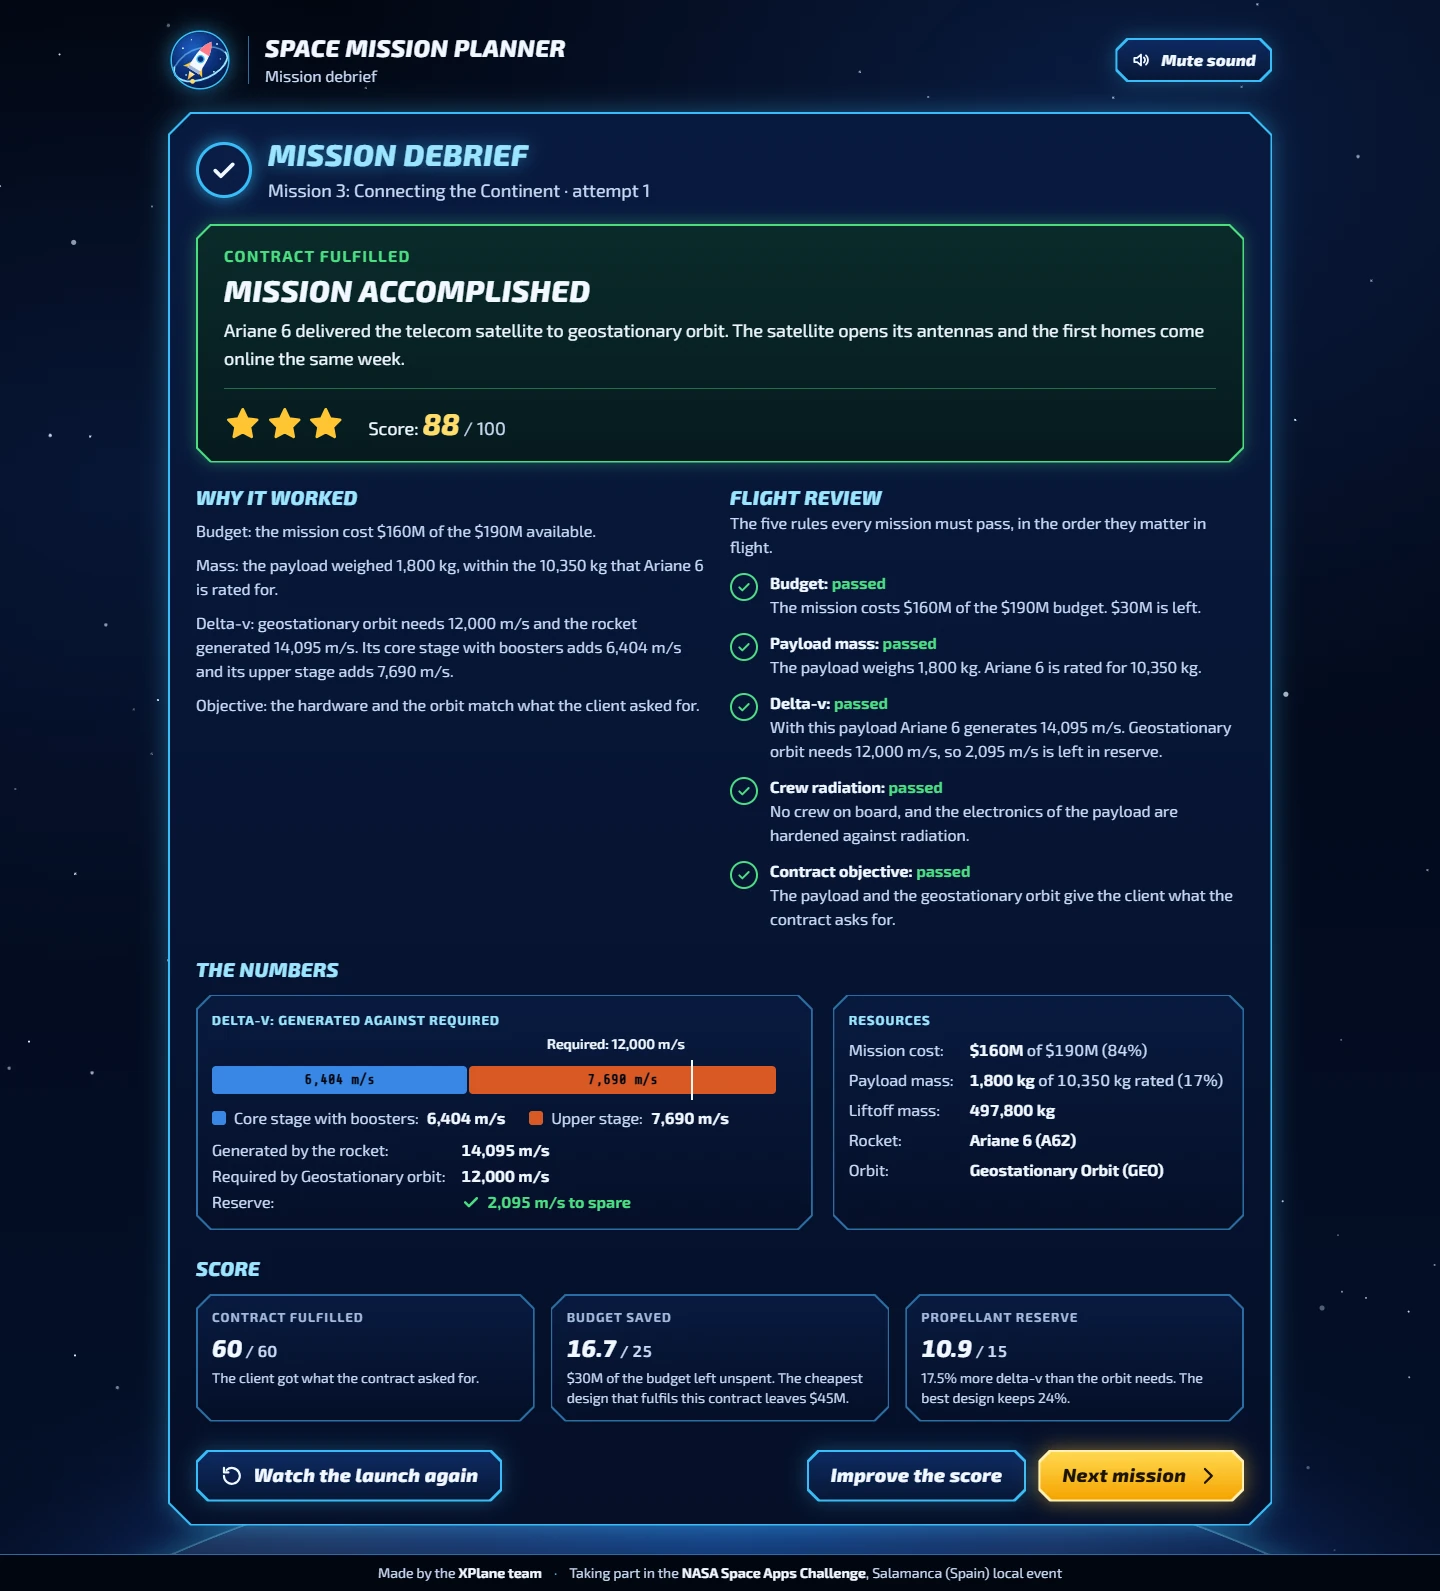 SPACE MISSION PLANNER
Mission debrief
Mute sound
MISSION DEBRIEF
Mission 3: Connecting the Continent · attempt 1
CONTRACT FULFILLED
MISSION ACCOMPLISHED
Ariane 6 delivered the telecom satellite to geostationary orbit. The satellite opens its antennas and the first homes come
online the same week.
Score: 88 / 100
WHY IT WORKED
Budget: the mission cost $160M of the $190M available.
Mass: the payload weighed 1,800 kg, within the 10,350 kg that Ariane 6
is rated for.
Delta-v: geostationary orbit needs 12,000 m/s and the rocket
generated 14,095 m/s. Its core stage with boosters adds 6,404 m/s
and its upper stage adds 7,690 m/s.
Objective: the hardware and the orbit match what the client asked for.
FLIGHT REVIEW
The five rules every mission must pass, in the order they matter in
flight.
Budget: passed
The mission costs $160M of the $190M budget. $30M is left.
Payload mass: passed
The payload weighs 1,800 kg. Ariane 6 is rated for 10,350 kg.
Delta-v: passed
With this payload Ariane 6 generates 14,095 m/s. Geostationary
orbit needs 12,000 m/s, so 2,095 m/s is left in reserve.
Crew radiation: passed
No crew on board, and the electronics of the payload are
hardened against radiation.
Contract objective: passed
The payload and the geostationary orbit give the client what the
contract asks for.
THE NUMBERS
DELTA-V: GENERATED AGAINST REQUIRED
Required: 12,000 m/s
6,404 m/s
7,690 m/s
Core stage with boosters: 6,404 m/s
Upper stage: 7,690 m/s
Generated by the rocket: 14,095 m/s
Required by Geostationary orbit: 12,000 m/s
Reserve: 2,095 m/s to spare
RESOURCES
Mission cost: $160M of $190M (84%)
Payload mass: 1,800 kg of 10,350 kg rated (17%)
Liftoff mass: 497,800 kg
Rocket: Ariane 6 (A62)
Orbit: Geostationary Orbit (GEO)
SCORE
CONTRACT FULFILLED
60 / 60
The client got what the contract asked for.
BUDGET SAVED
16.7 / 25
$30M of the budget left unspent. The cheapest
design that fulfils this contract leaves $45M.
PROPELLANT RESERVE
10.9 / 15
17.5% more delta-v than the orbit needs. The
best design keeps 24%.
Watch the launch again
Improve the score
Next mission
Made by the XPlane team · Taking part in the NASA Space Apps Challenge, Salamanca (Spain) local event